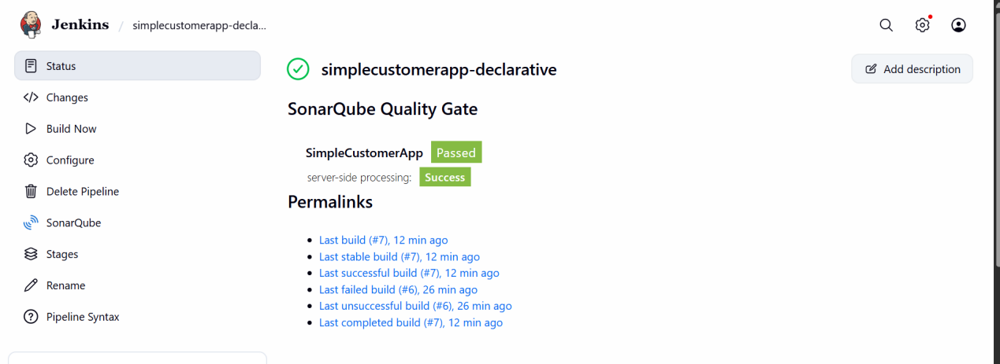 Jenkins / simplecustomerapp-decla...
Status
Changes
Build Now
Configure
Delete Pipeline
SonarQube
Stages
Rename
Pipeline Syntax
simplecustomerapp-declarative
Add description
SonarQube Quality Gate
SimpleCustomerApp Passed
server-side processing: Success
Permalinks
Last build (#7), 12 min ago
Last stable build (#7), 12 min ago
Last successful build (#7), 12 min ago
Last failed build (#6), 26 min ago
Last unsuccessful build (#6), 26 min ago
Last completed build (#7), 12 min ago